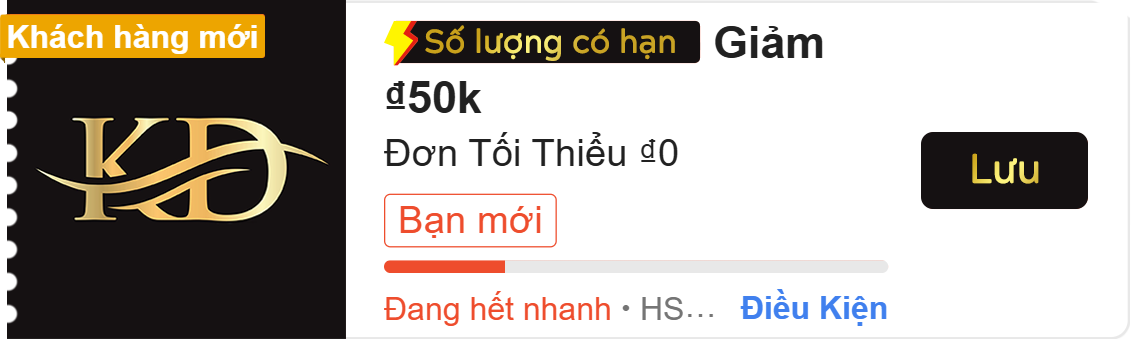 Khách hàng mới
KD
Số lượng có hạn Giảm
₫50k
Đơn Tối Thiểu ₫0
Bạn mới
Lưu
Đang hết nhanh • HS... Điều Kiện